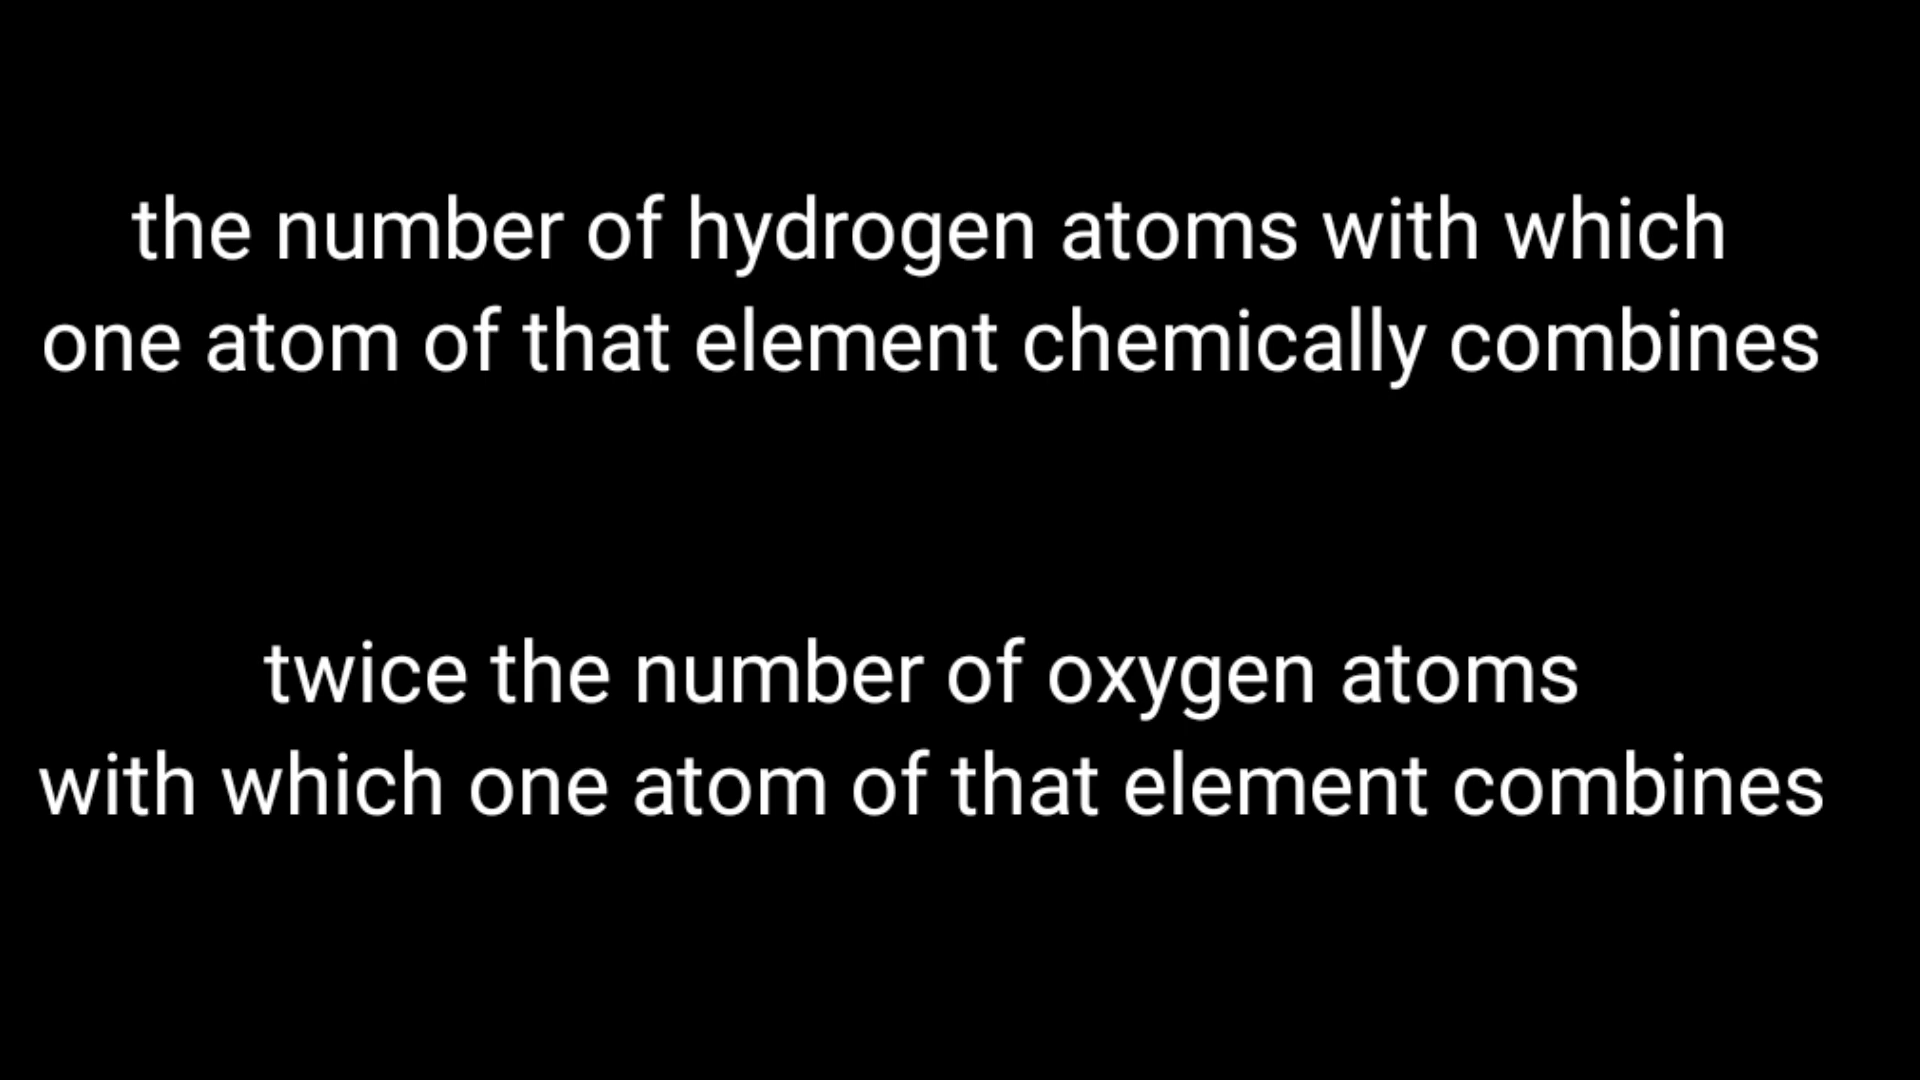 the number of hydrogen atoms with which
one atom of that element chemically combines
twice the number of oxygen atoms
with which one atom of that element combines